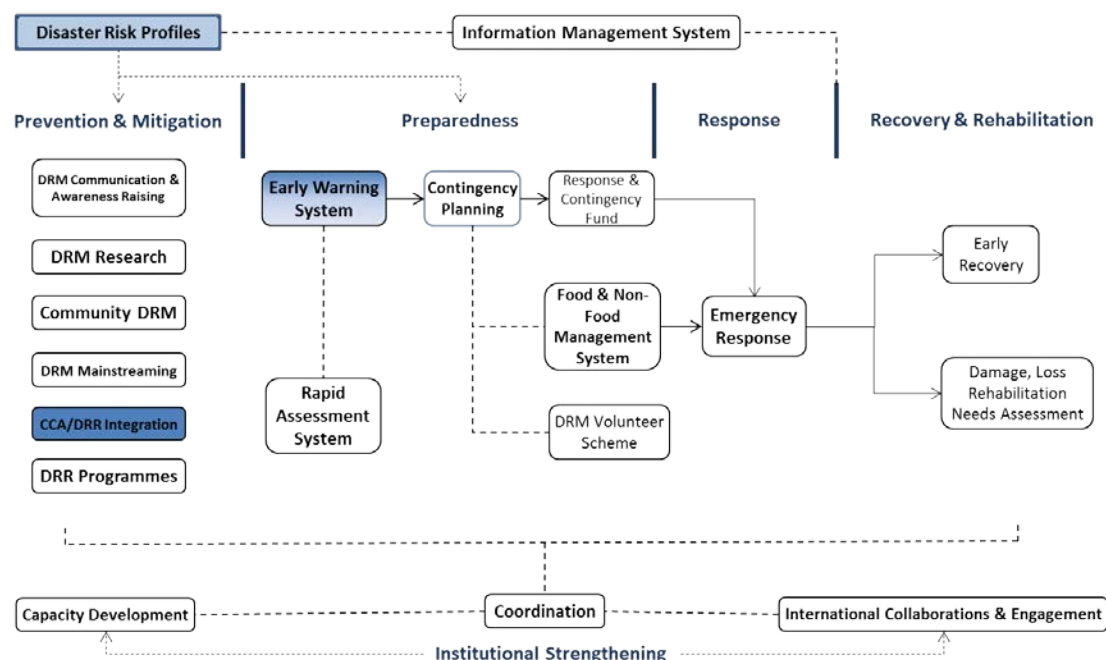 Disaster Risk Profiles
Information Management System
Prevention & Mitigation
Preparedness
Response
Recovery & Rehabilitation
DRM Communication &
Awareness Raising
DRM Research
Community DRM
DRM Mainstreaming
CCA/DRR Integration
DRR Programmes
Early Warning
System
Contingency
Planning
Response &
Contingency
Fund
Food & Non-
Food
Management
System
Rapid
Assessment
System
DRM Volunteer
Scheme
Emergency
Response
Early
Recovery
Damage, Loss
Rehabilitation
Needs Assessment
Capacity Development
Coordination
International Collaborations & Engagement
Institutional Strengthening